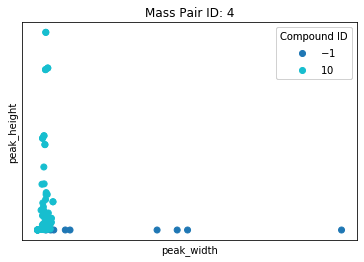 Mass Pair ID: 4
Compound ID
−1
10
peak_height
peak_width